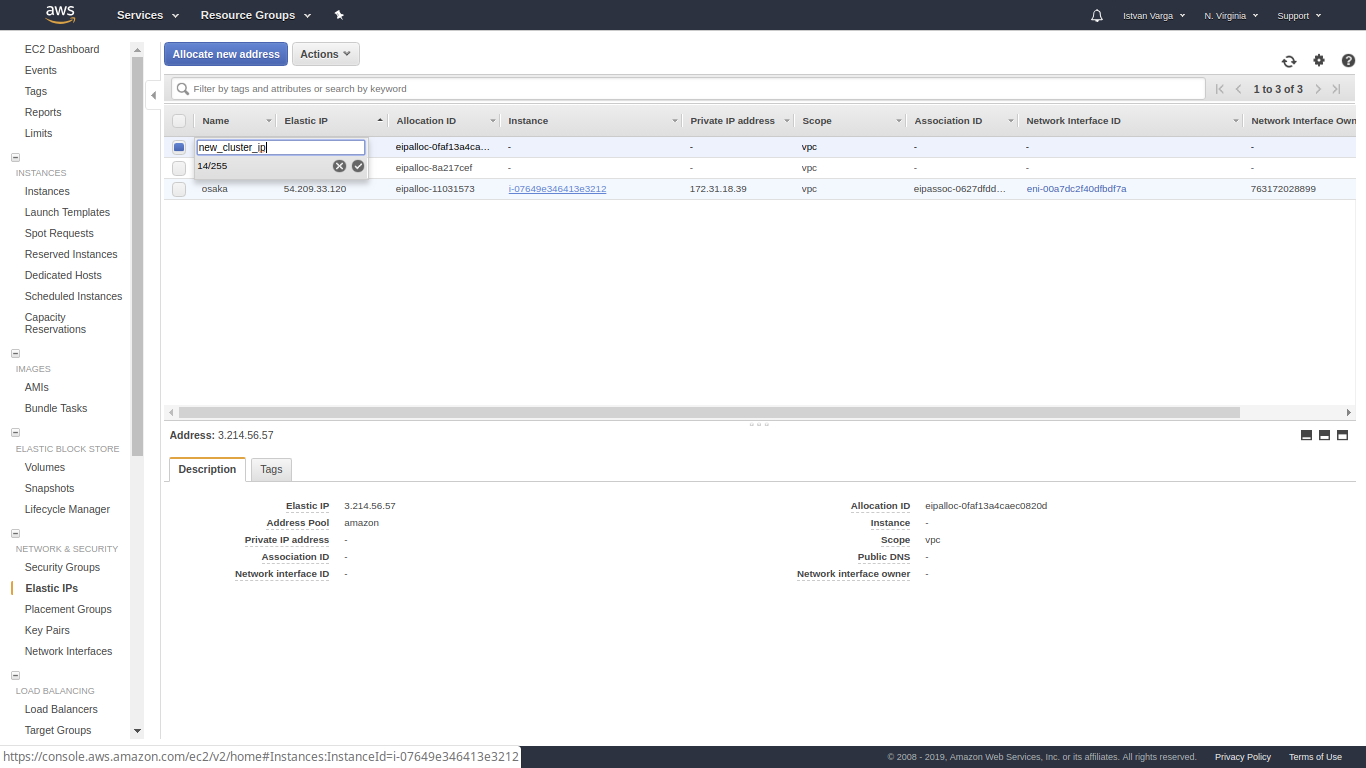 aws Services Resource Groups Istvan Varga N. Virginia Support
EC2 Dashboard
Events
Tags
Reports
Limits
INSTANCES
Instances
Launch Templates
Spot Requests
Reserved Instances
Dedicated Hosts
Scheduled Instances
Capacity
Reservations
IMAGES
AMIs
Bundle Tasks
ELASTIC BLOCK STORE
Volumes
Snapshots
Lifecycle Manager
NETWORK & SECURITY
Security Groups
Elastic IPs
Placement Groups
Key Pairs
Network Interfaces
LOAD BALANCING
Load Balancers
Target Groups
Allocate new address Actions
Filter by tags and attributes or search by keyword 1 to 3 of 3
Name Elastic IP Allocation ID Instance Private IP address Scope Association ID Network Interface ID Network Interface Own
new_cluster_ip eipalloc-0faf13a4ca... - - vpc - - -
14/255 eipalloc-8a217cef - - vpc - - -
osaka 54.209.33.120 eipalloc-11031573 i-07649e346413e3212 172.31.18.39 vpc eipassoc-0627dfdd... eni-00a7dc2f40dfbdf7a 763172028899
Address: 3.214.56.57
Description Tags
Elastic IP 3.214.56.57 Allocation ID eipalloc-0faf13a4caec0820d
Address Pool amazon Instance -
Private IP address - Scope vpc
Association ID - Public DNS -
Network interface ID - Network interface owner -
https://console.aws.amazon.com/ec2/v2/home#Instances:InstanceId=i-07649e346413e3212 © 2008 - 2019, Amazon Web Services, Inc. or its affiliates. All rights reserved. Privacy Policy Terms of Use